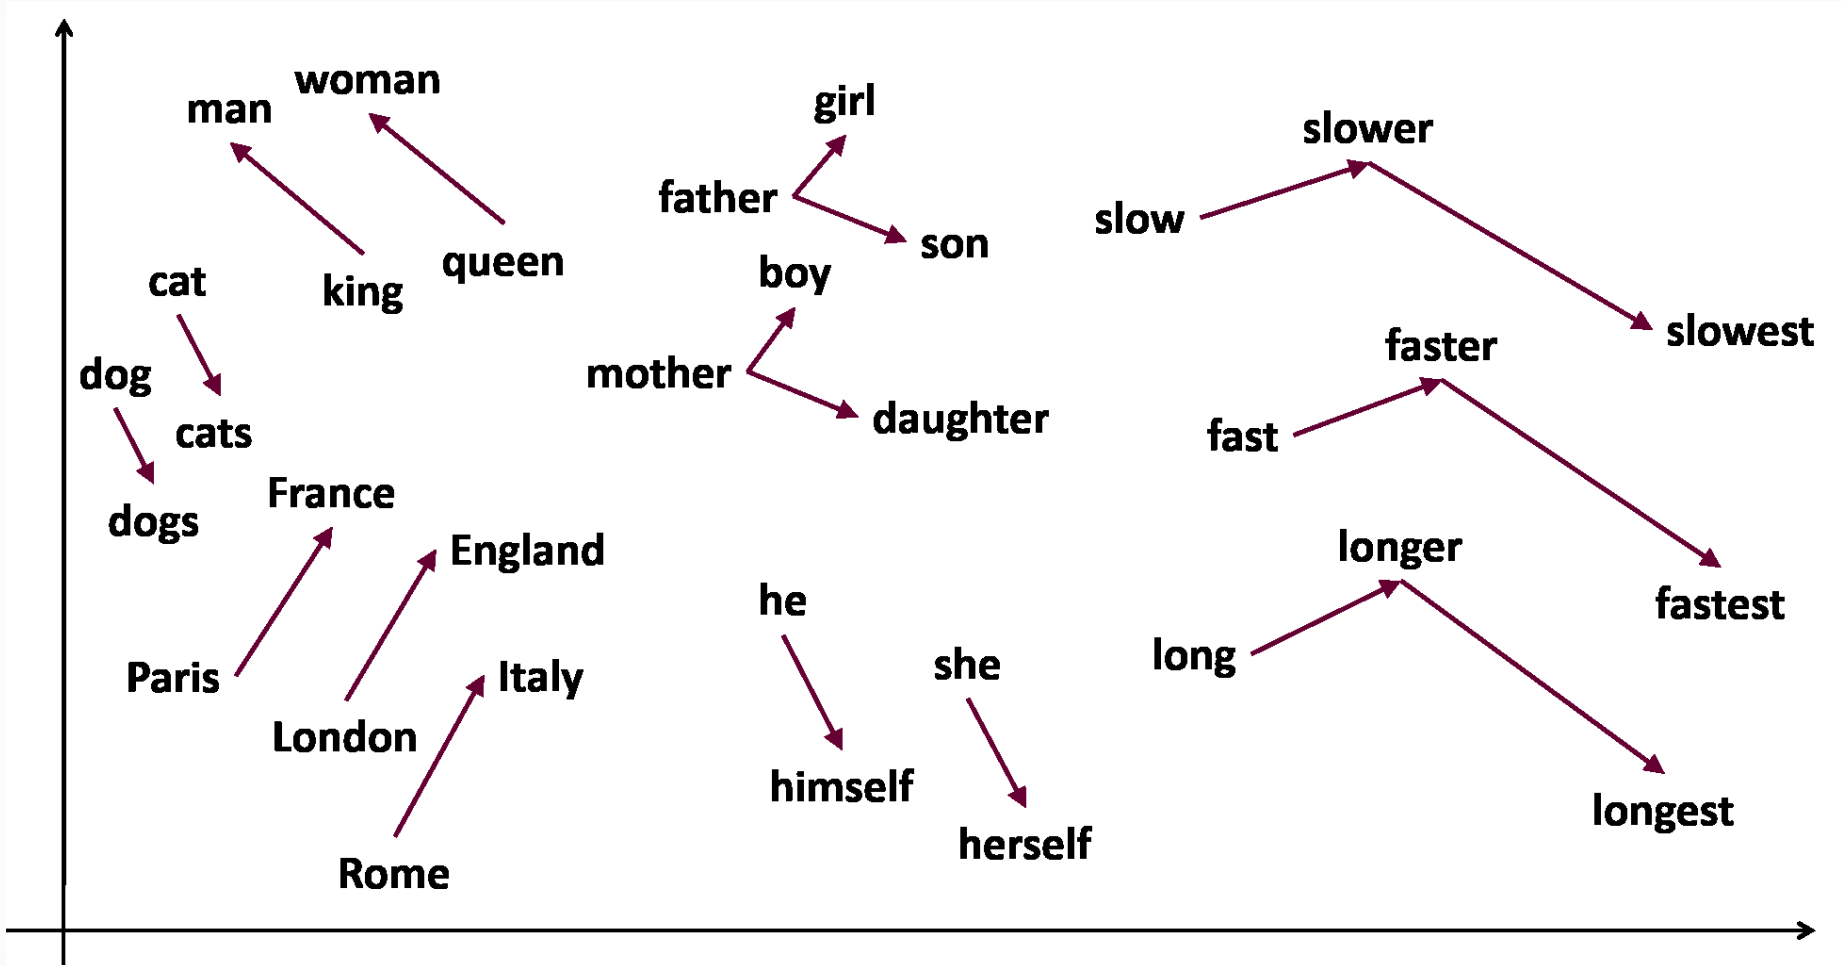 man
woman
king
queen
cat
cats
dog
dogs
France
Paris
England
London
Italy
Rome
girl
father
son
boy
mother
daughter
he
himself
she
herself
slower
slow
slowest
faster
fast
fastest
longer
long
longest